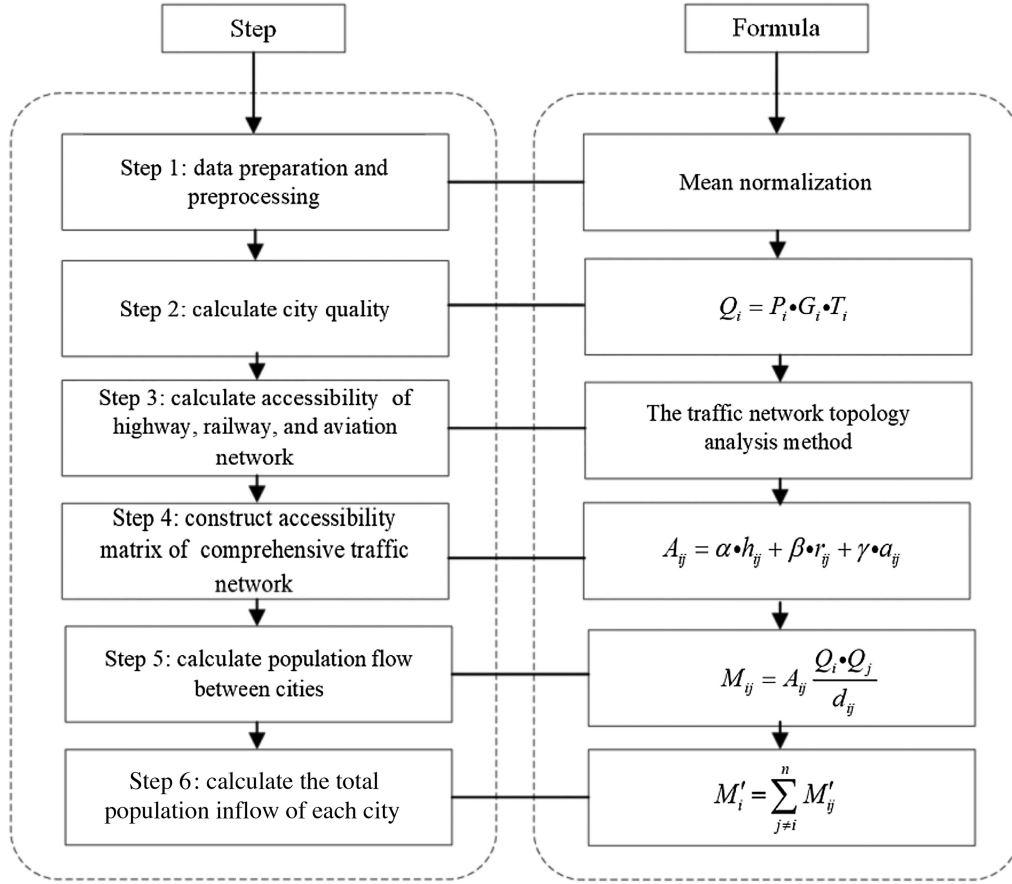 Step
Formula
Step 1: data preparation and
preprocessing
Mean normalization
Step 2: calculate city quality
Q_i = P_i•G_i•T_i
Step 3: calculate accessibility of
highway, railway, and aviation
network
The traffic network topology
analysis method
Step 4: construct accessibility
matrix of comprehensive traffic
network
A_ij = α•h_ij + β•r_ij + γ•a_ij
Step 5: calculate population flow
between cities
M_ij = A_ij Q_i•Q_j / d_ij
Step 6: calculate the total
population inflow of each city
M′_i = ∑_{j≠i}^{n} M′_ij